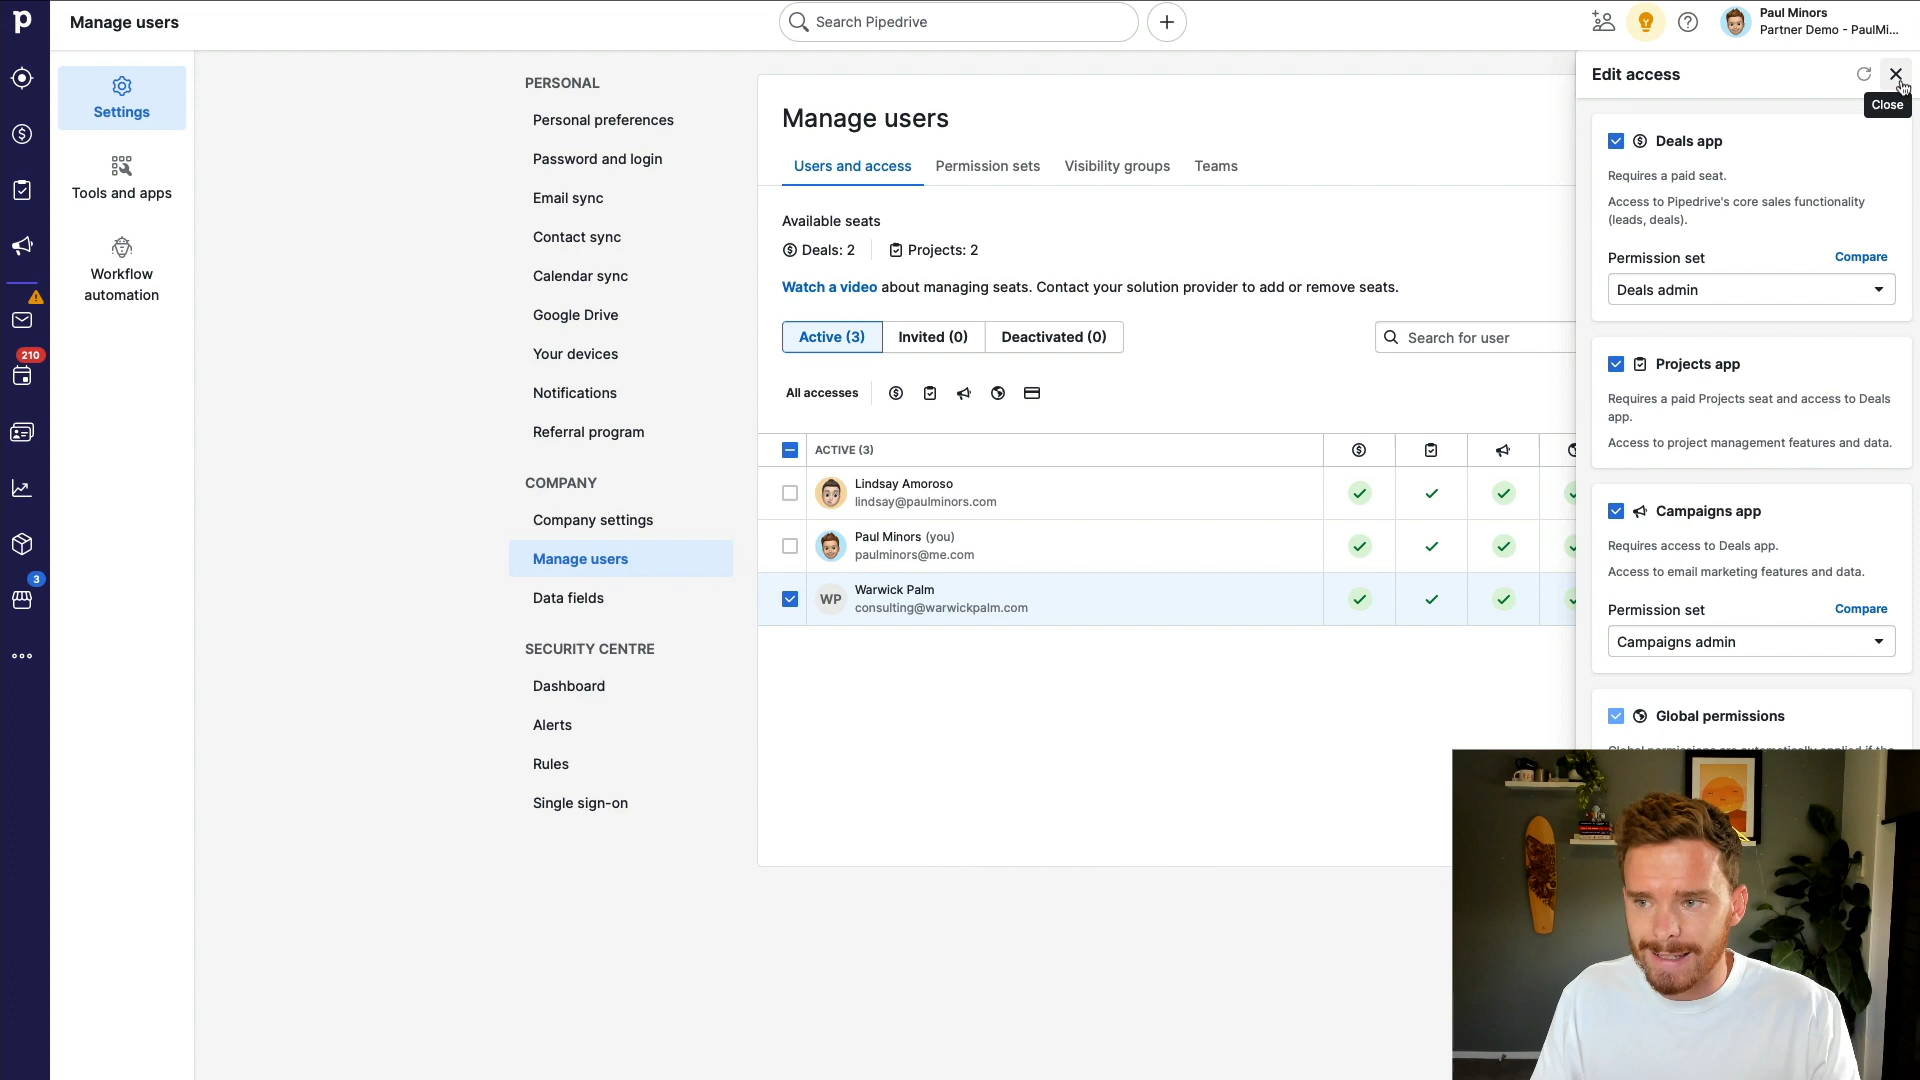 Manage users
Search Pipedrive
Paul Minors
Partner Demo - PaulMi...
Settings
Tools and apps
Workflow
automation
210
3
PERSONAL
Personal preferences
Password and login
Email sync
Contact sync
Calendar sync
Google Drive
Your devices
Notifications
Referral program
COMPANY
Company settings
Manage users
Data fields
SECURITY CENTRE
Dashboard
Alerts
Rules
Single sign-on
Manage users
Users and access
Permission sets
Visibility groups
Teams
Available seats
Deals: 2
Projects: 2
Watch a video about managing seats. Contact your solution provider to add or remove seats.
Active (3)
Invited (0)
Deactivated (0)
Search for user
All accesses
ACTIVE (3)
Lindsay Amoroso
lindsay@paulminors.com
Paul Minors (you)
paulminors@me.com
WP
Warwick Palm
consulting@warwickpalm.com
Edit access
Close
Deals app
Requires a paid seat.
Access to Pipedrive's core sales functionality
(leads, deals).
Permission set
Compare
Deals admin
Projects app
Requires a paid Projects seat and access to Deals
app.
Access to project management features and data.
Campaigns app
Requires access to Deals app.
Access to email marketing features and data.
Permission set
Compare
Campaigns admin
Global permissions